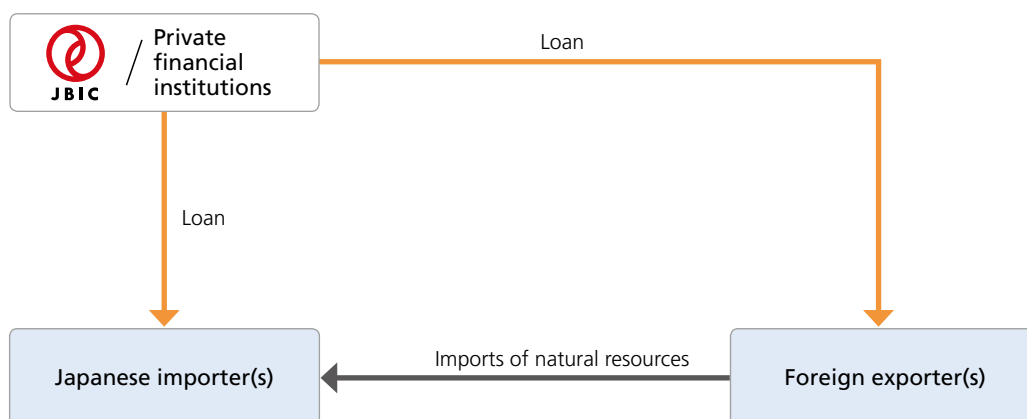 JBIC
Private
financial
institutions
Loan
Loan
Imports of natural resources
Japanese importer(s)
Foreign exporter(s)